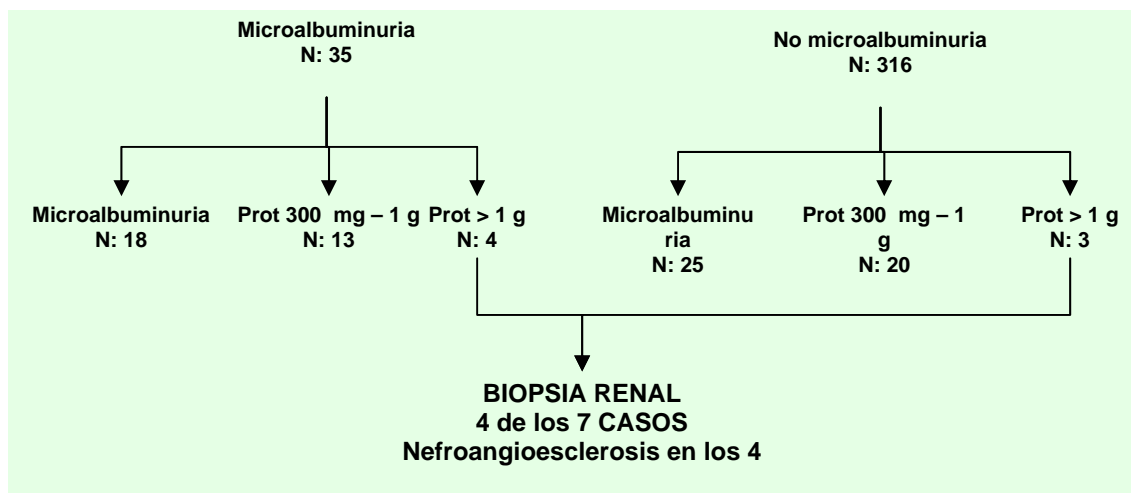 Microalbuminuria
N: 35
No microalbuminuria
N: 316
Microalbuminuria
N: 18
Prot 300 mg – 1 g
N: 13
Prot > 1 g
N: 4
Microalbuminu
ria
N: 25
Prot 300 mg – 1
g
N: 20
Prot > 1 g
N: 3
BIOPSIA RENAL
4 de los 7 CASOS
Nefroangioesclerosis en los 4